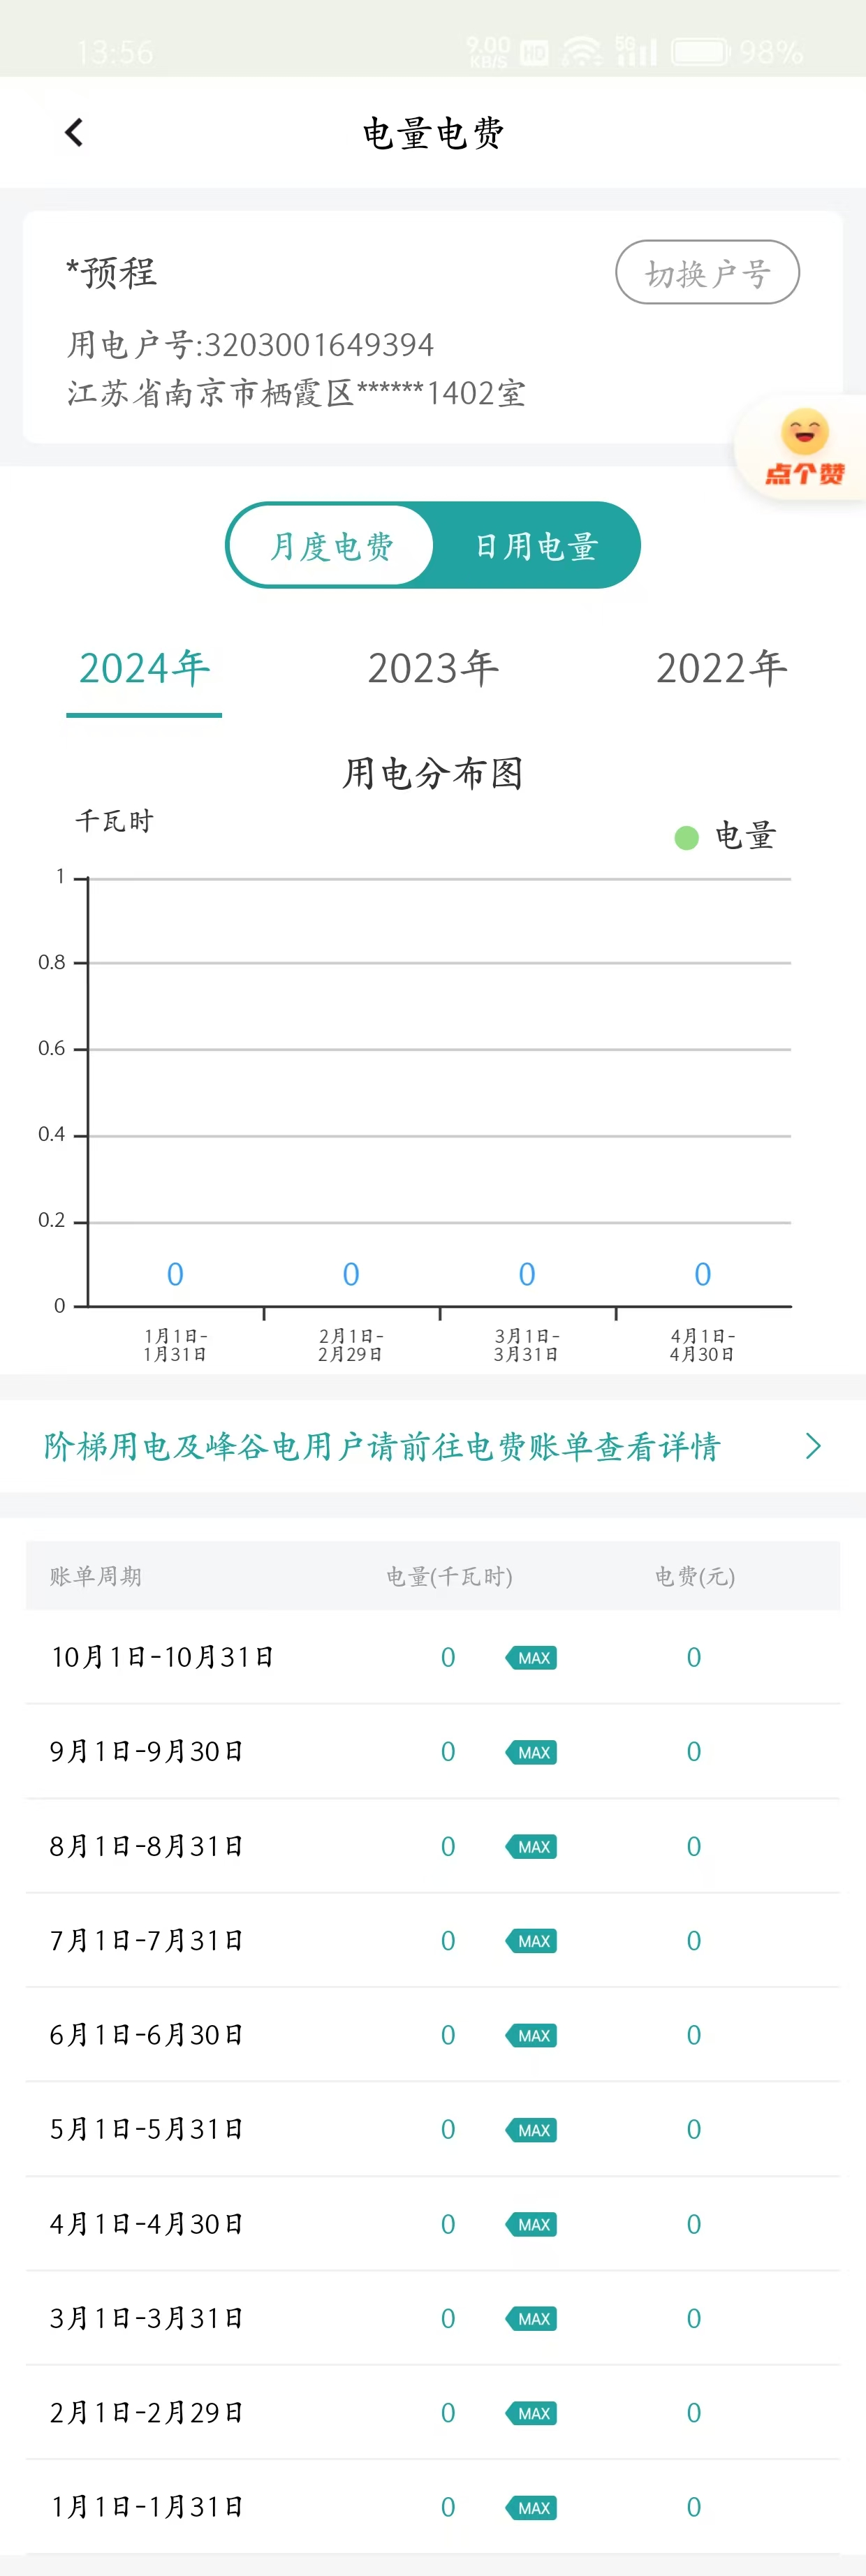 13:56 9.00 KB/S HD 5G 98%
电量电费
*预程 切换户号
用电户号:3203001649394
江苏省南京市栖霞区******1402室
点个赞
月度电费 日用电量
2024年 2023年 2022年
用电分布图
千瓦时 电量
1
0.8
0.6
0.4
0.2
0 0 0 0
0
1月1日- 2月1日- 3月1日- 4月1日-
1月31日 2月29日 3月31日 4月30日
阶梯用电及峰谷电用户请前往电费账单查看详情
账单周期 电量(千瓦时) 电费(元)
10月1日-10月31日 0 MAX 0
9月1日-9月30日 0 MAX 0
8月1日-8月31日 0 MAX 0
7月1日-7月31日 0 MAX 0
6月1日-6月30日 0 MAX 0
5月1日-5月31日 0 MAX 0
4月1日-4月30日 0 MAX 0
3月1日-3月31日 0 MAX 0
2月1日-2月29日 0 MAX 0
1月1日-1月31日 0 MAX 0